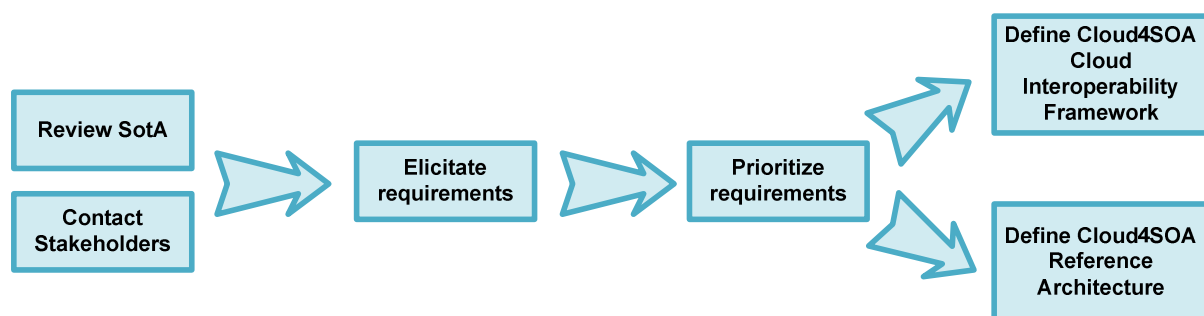 Review SotA
Contact
Stakeholders
Elicitate
requirements
Prioritize
requirements
Define Cloud4SOA
Cloud
Interoperability
Framework
Define Cloud4SOA
Reference
Architecture